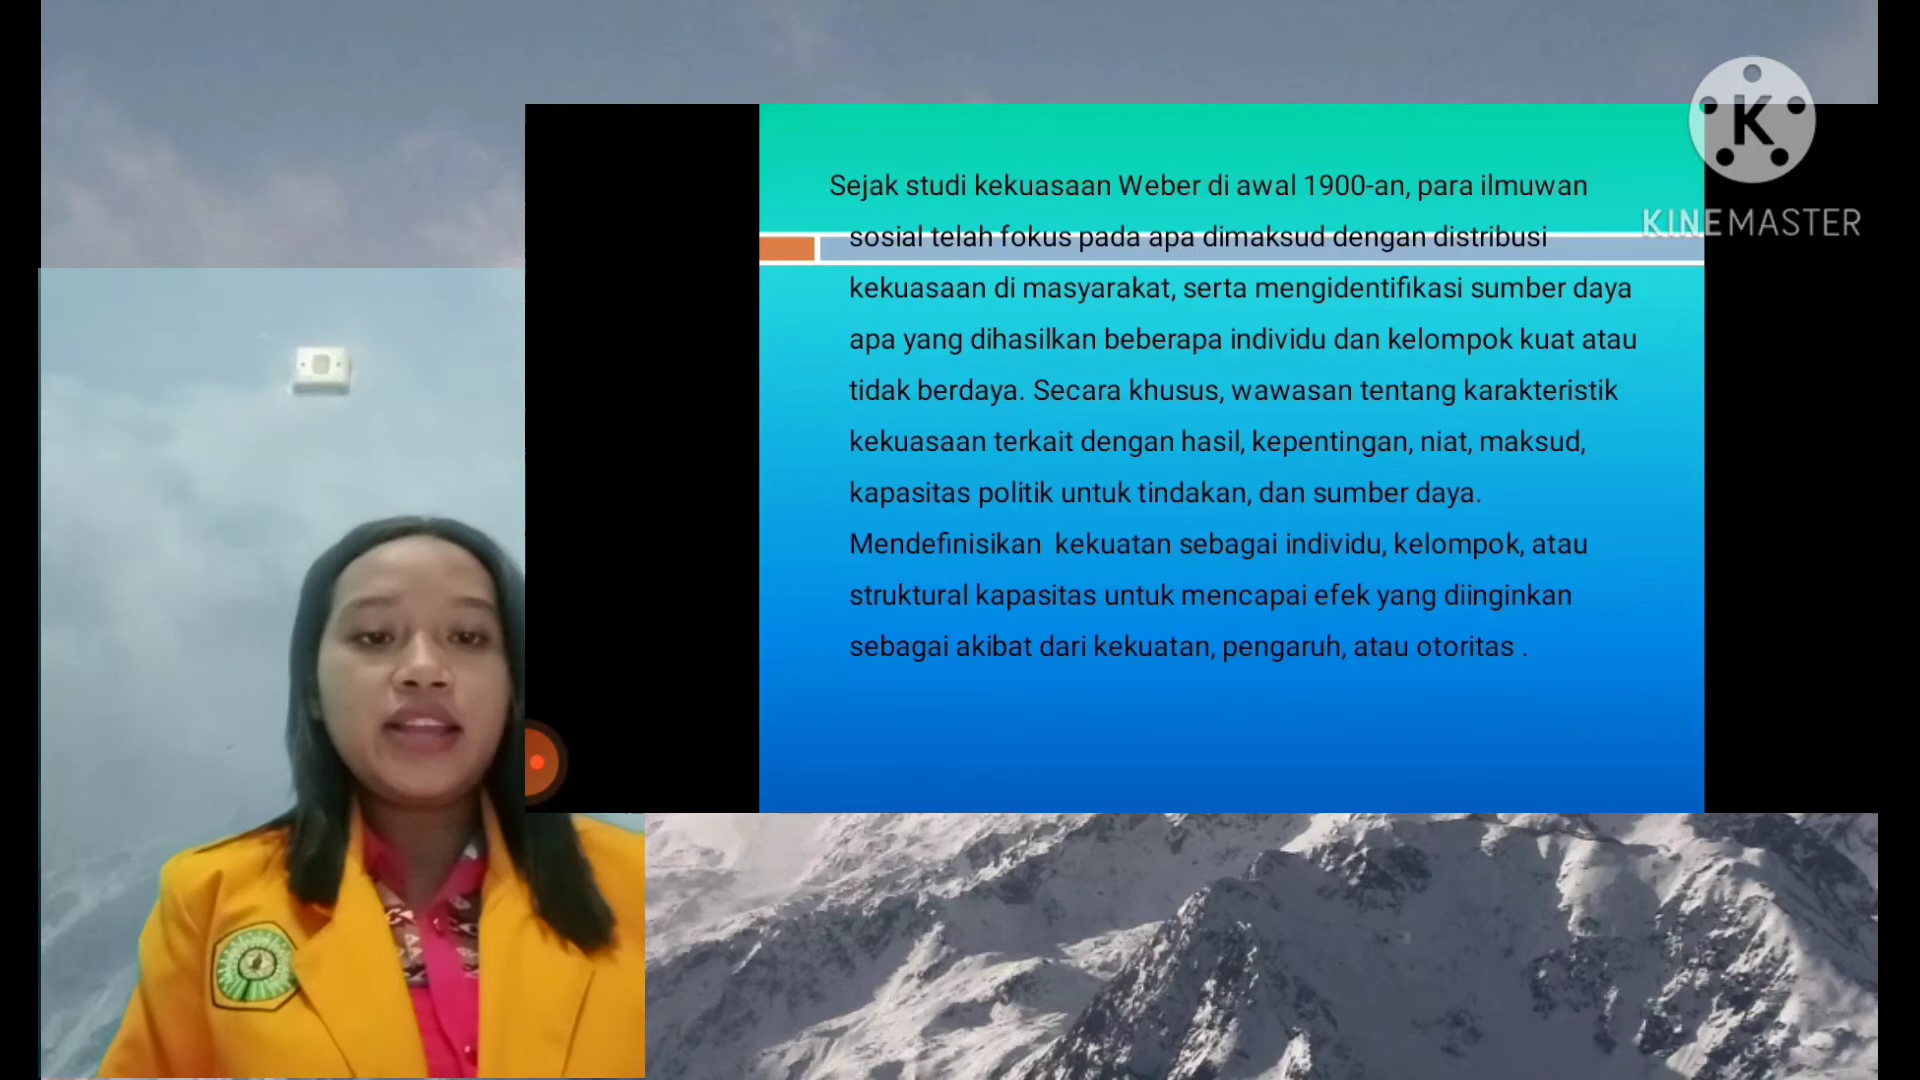 Sejak studi kekuasaan Weber di awal 1900-an, para ilmuwan
sosial telah fokus pada apa dimaksud dengan distribusi
kekuasaan di masyarakat, serta mengidentifikasi sumber daya
apa yang dihasilkan beberapa individu dan kelompok kuat atau
tidak berdaya. Secara khusus, wawasan tentang karakteristik
kekuasaan terkait dengan hasil, kepentingan, niat, maksud,
kapasitas politik untuk tindakan, dan sumber daya.
Mendefinisikan  kekuatan sebagai individu, kelompok, atau
struktural kapasitas untuk mencapai efek yang diinginkan
sebagai akibat dari kekuatan, pengaruh, atau otoritas .
K
KINEMASTER